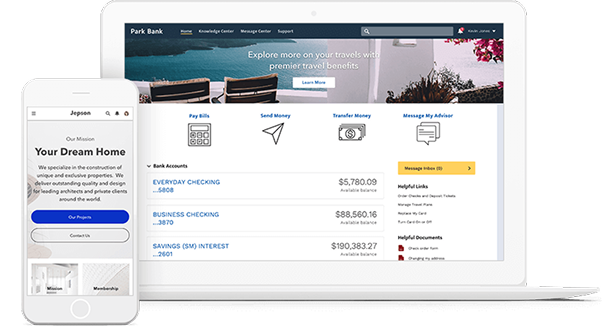 Park Bank
Home
Knowledge Center
Message Center
Support
Kevin Jones
Explore more on your travels with
premier travel benefits
Learn More
Pay Bills
Send Money
Transfer Money
Message My Advisor
Bank Accounts
EVERYDAY CHECKING
...5808
$5,780.09
Available Balance
BUSINESS CHECKING
...3870
$88,560.16
Available Balance
SAVINGS (SM) INTEREST
...2601
$190,383.27
Available Balance
Message Inbox (0)
Helpful Links
Order Checks and Deposit Tickets
Manage Travel Plans
Replace My Card
Turn Card On or Off
Helpful Documents
Check order form
Changing my address
Jepson
Our Mission
Your Dream Home
We specialize in the construction of
unique and exclusive properties. We
deliver outstanding quality and design
for leading architects and private clients
around the world.
Our Projects
Contact Us
Mission
Membership